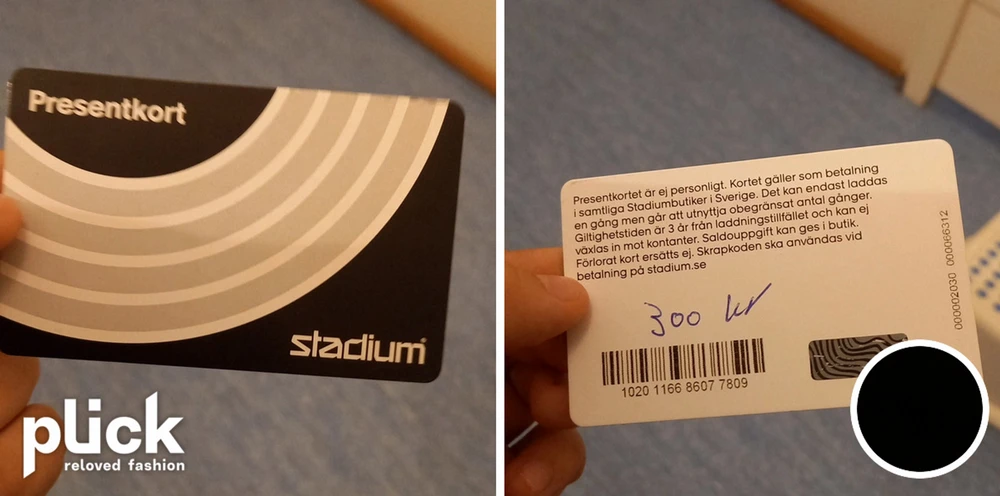 Presentkort
stadium
plick
reloved fashion
Presentkortet är ej personligt. Kortet gäller som betalning
i samtliga Stadiumbutiker i Sverige. Det kan endast laddas
en gång men går att utnyttja obegränsat antal gånger.
Giltighetstiden är 3 år från laddningstillfället och kan ej
växlas in mot kontanter. Saldouppgift kan ges i butik.
Förlorat kort ersätts ej. Skrapkoden ska användas vid
betalning på stadium.se
300 kr
1020 1166 8607 7809
000002030 000066312